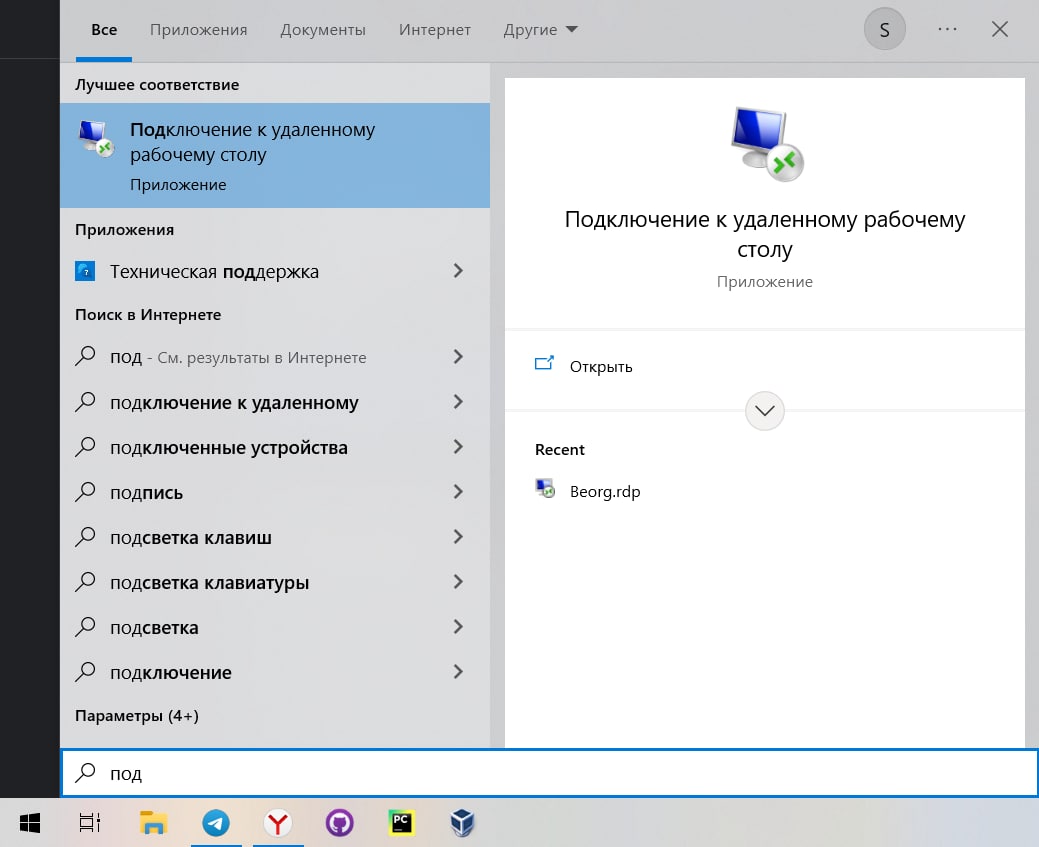 Все Приложения Документы Интернет Другие S ...
Лучшее соответствие
Подключение к удаленному
рабочему столу
Приложение
Приложения
Техническая поддержка
Поиск в Интернете
под - См. результаты в Интернете
подключение к удаленному
подключенные устройства
подпись
подсветка клавиш
подсветка клавиатуры
подсветка
подключение
Параметры (4+)
Подключение к удаленному рабочему
столу
Приложение
Открыть
Recent
Beorg.rdp
под
PC